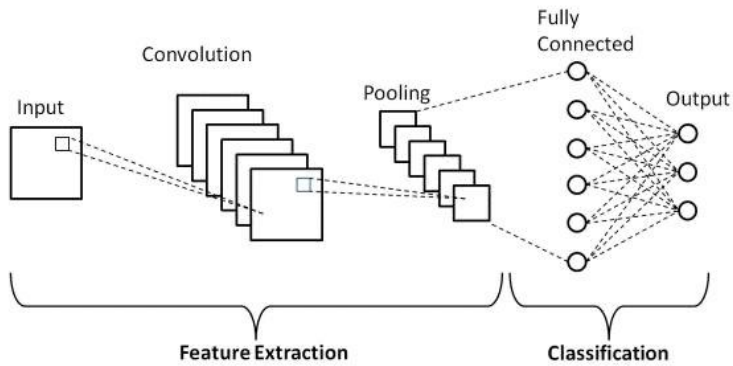 Fully
Connected
Convolution
Pooling
Output
Input
Feature Extraction
Classification